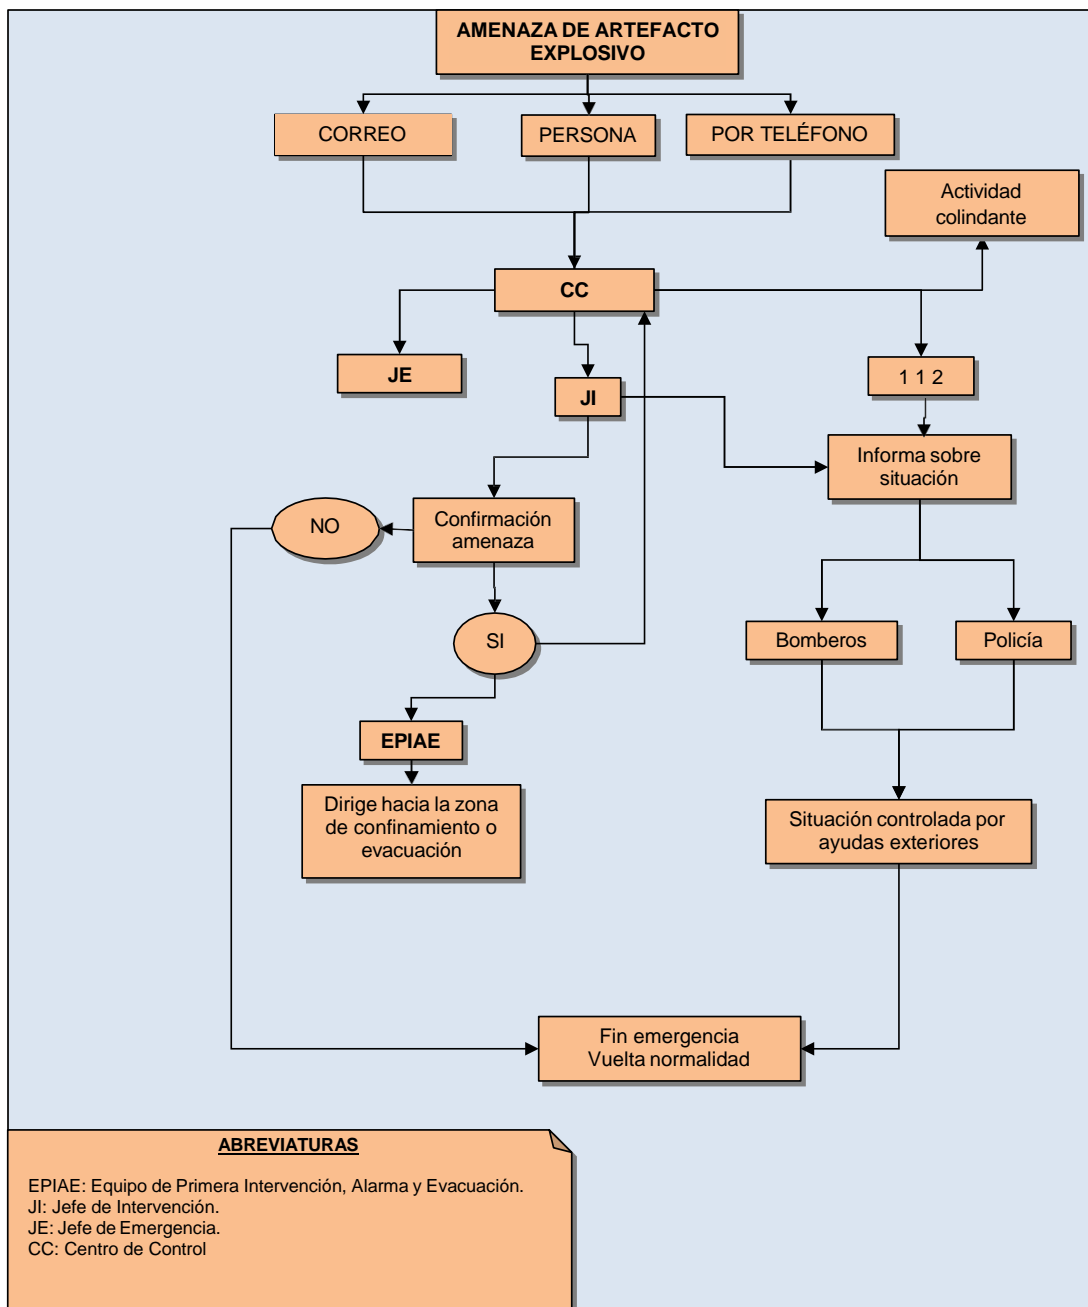 AMENAZA DE ARTEFACTO
EXPLOSIVO
CORREO
PERSONA
POR TELÉFONO
Actividad
colindante
CC
JE
JI
1 1 2
Informa sobre
situación
NO
Confirmación
amenaza
SI
Bomberos
Policía
EPIAE
Dirige hacia la zona
de confinamiento o
evacuación
Situación controlada por
ayudas exteriores
Fin emergencia
Vuelta normalidad
ABREVIATURAS
EPIAE: Equipo de Primera Intervención, Alarma y Evacuación.
JI: Jefe de Intervención.
JE: Jefe de Emergencia.
CC: Centro de Control